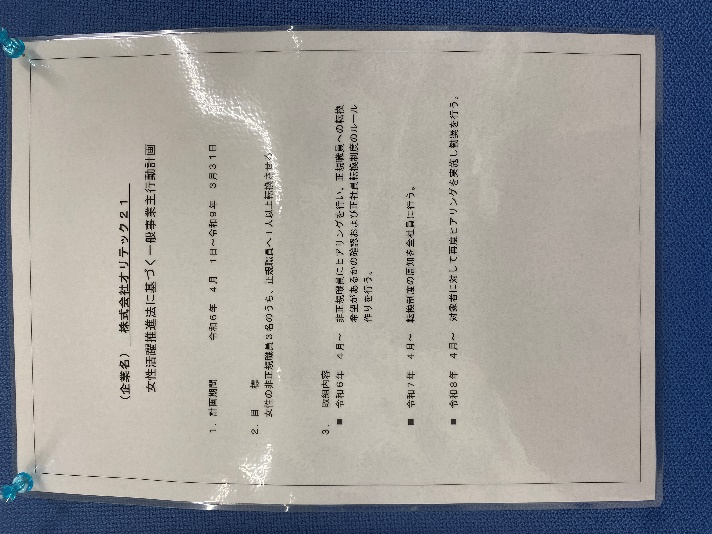 (企業名) 株式会社オリテック21
女性活躍推進法に基づく一般事業主行動計画
1. 計画期間 令和6年 4月 1日～令和9年 3月31日
2. 目 標
女性の非正規職員3名のうち、正規職員へ1人以上転換させる。
3. 取組内容
■ 令和6年 4月～ 非正規職員にヒアリングを行い、正規職員への転換
希望があるかの確認および正社員転換制度のルール
作りを行う。
■ 令和7年 4月～ 転換制度の周知を全社員に行う。
■ 令和8年 4月～ 対象者に対して再度ヒアリングを実施し勧奨を行う。